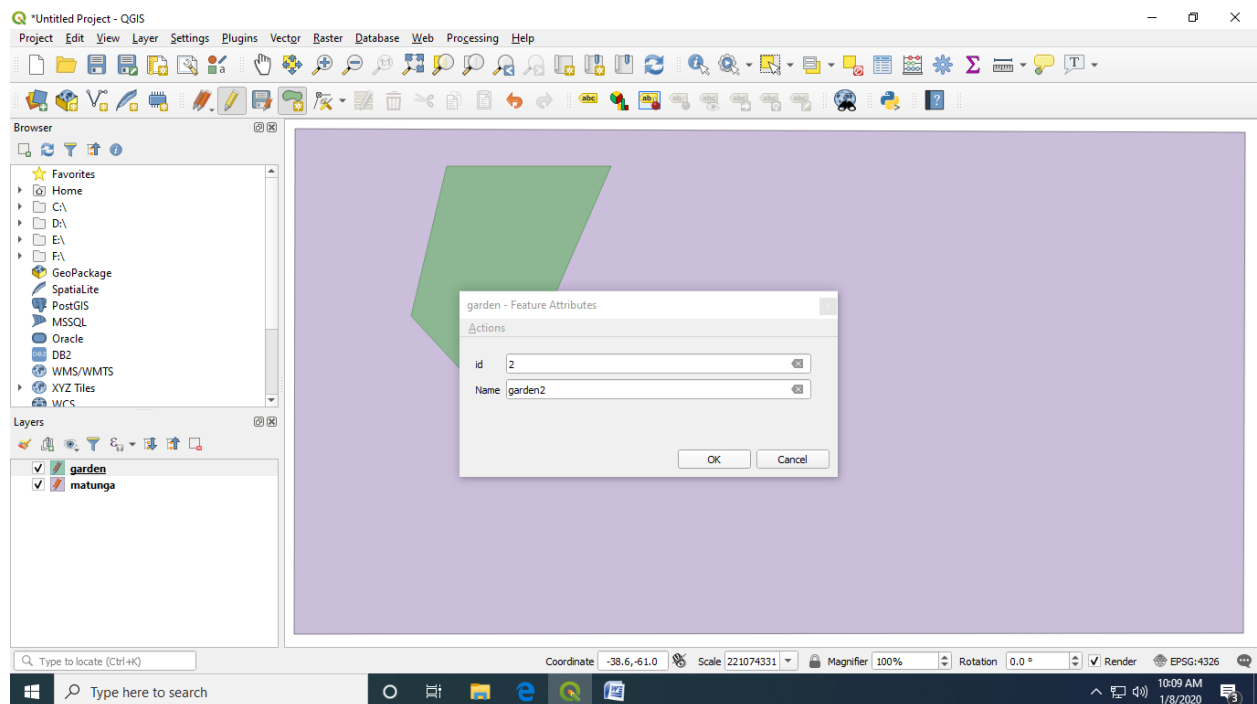 *Untitled Project - QGIS
Project Edit View Layer Settings Plugins Vector Raster Database Web Processing Help
abc
Browser
Favorites
Home
C:\
D:\
E:\
F:\
GeoPackage
SpatiaLite
PostGIS
MSSQL
Oracle
DB2
WMS/WMTS
XYZ Tiles
WCS
Layers
garden
matunga
garden - Feature Attributes
Actions
id 2
Name garden2
OK Cancel
Type to locate (Ctrl+K) Coordinate -38.6,-61.0 Scale 221074331 Magnifier 100% Rotation 0.0 ° Render EPSG:4326
Type here to search
10:09 AM
1/8/2020
3